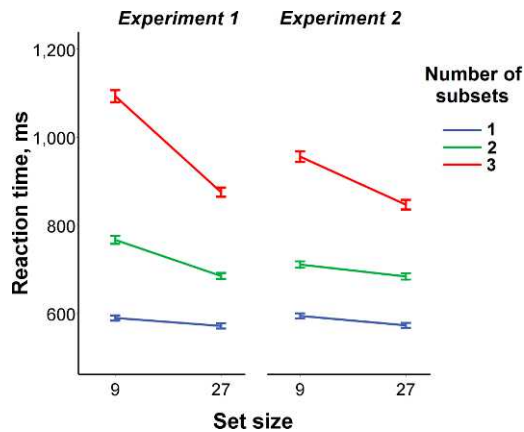 Experiment 1
Experiment 2
1,200
1,000
800
600
Reaction time, ms
9
27
9
27
Set size
Number of
subsets
1
2
3